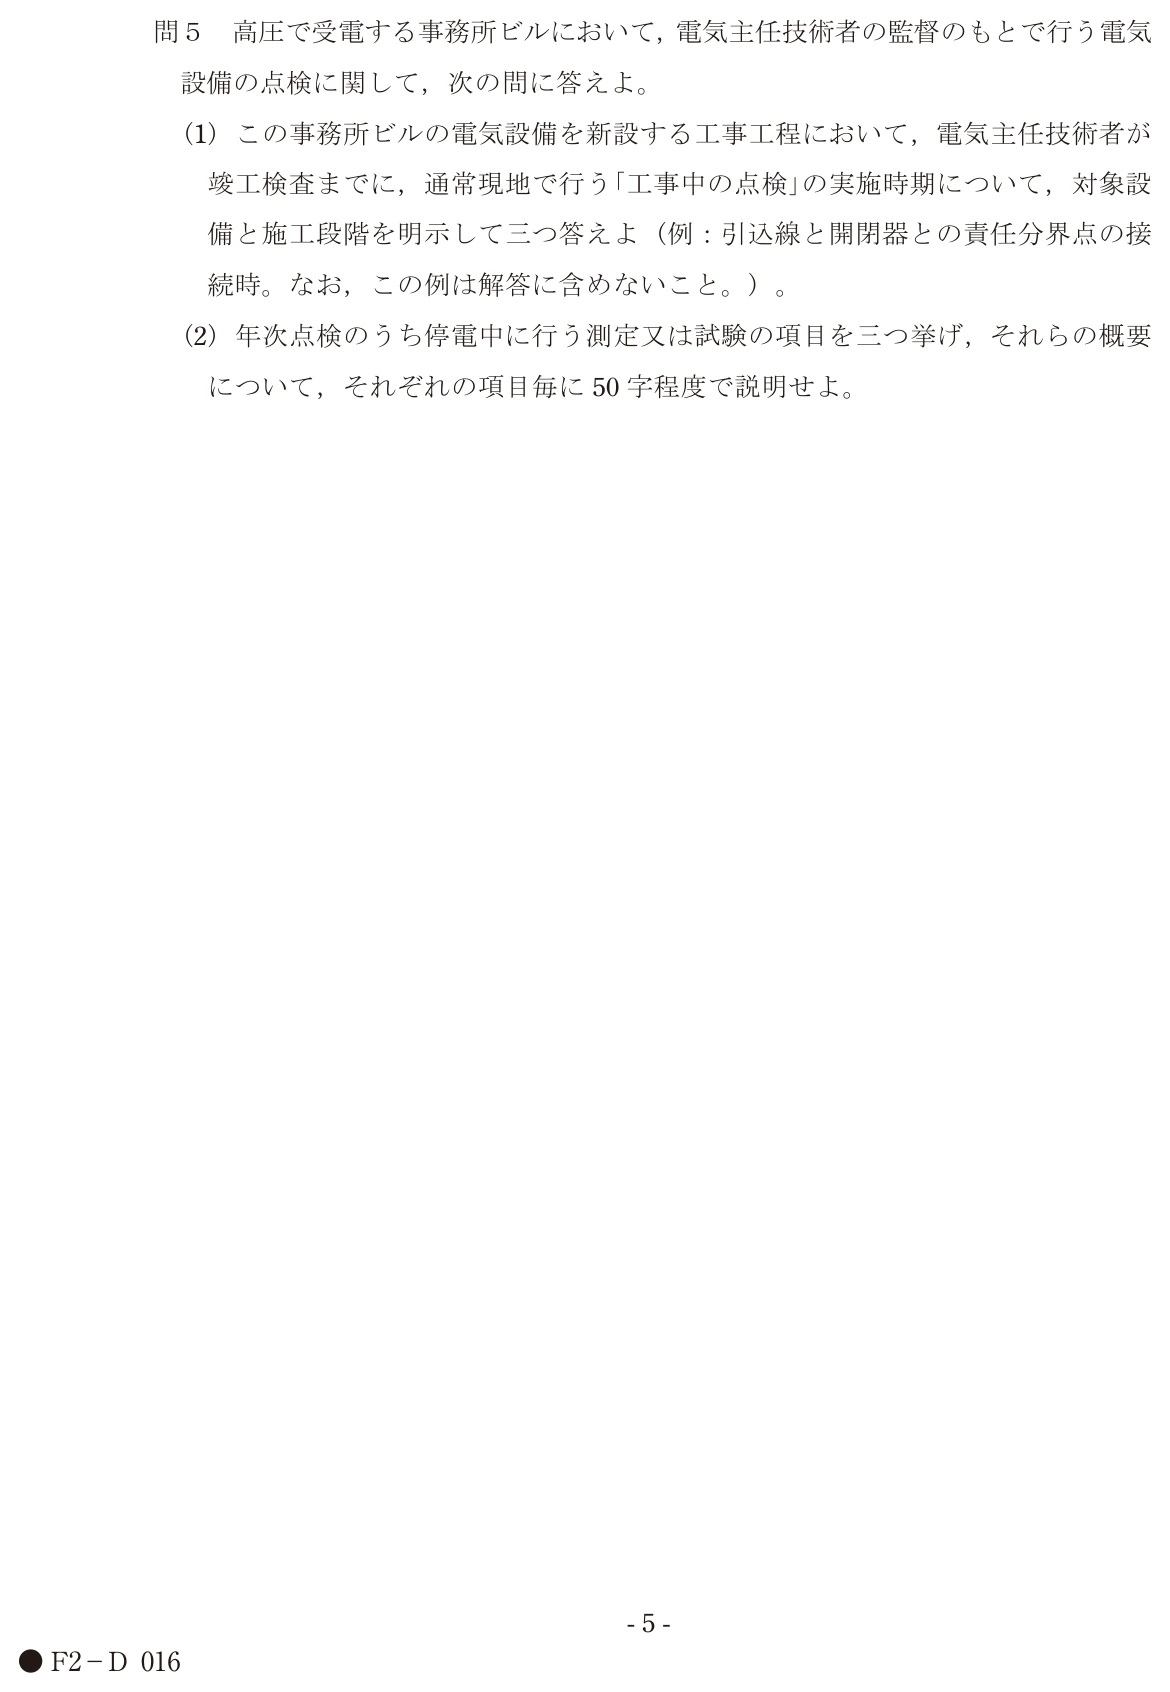 問５　高圧で受電する事務所ビルにおいて，電気主任技術者の監督のもとで行う電気
設備の点検に関して，次の問に答えよ。
(1)　この事務所ビルの電気設備を新設する工事工程において，電気主任技術者が
竣工検査までに，通常現地で行う「工事中の点検」の実施時期について，対象設
備と施工段階を明示して三つ答えよ（例：引込線と開閉器との責任分界点の接
続時。なお，この例は解答に含めないこと。）。
(2)　年次点検のうち停電中に行う測定又は試験の項目を三つ挙げ，それらの概要
について，それぞれの項目毎に 50 字程度で説明せよ。
- 5 -
● F2－D 016